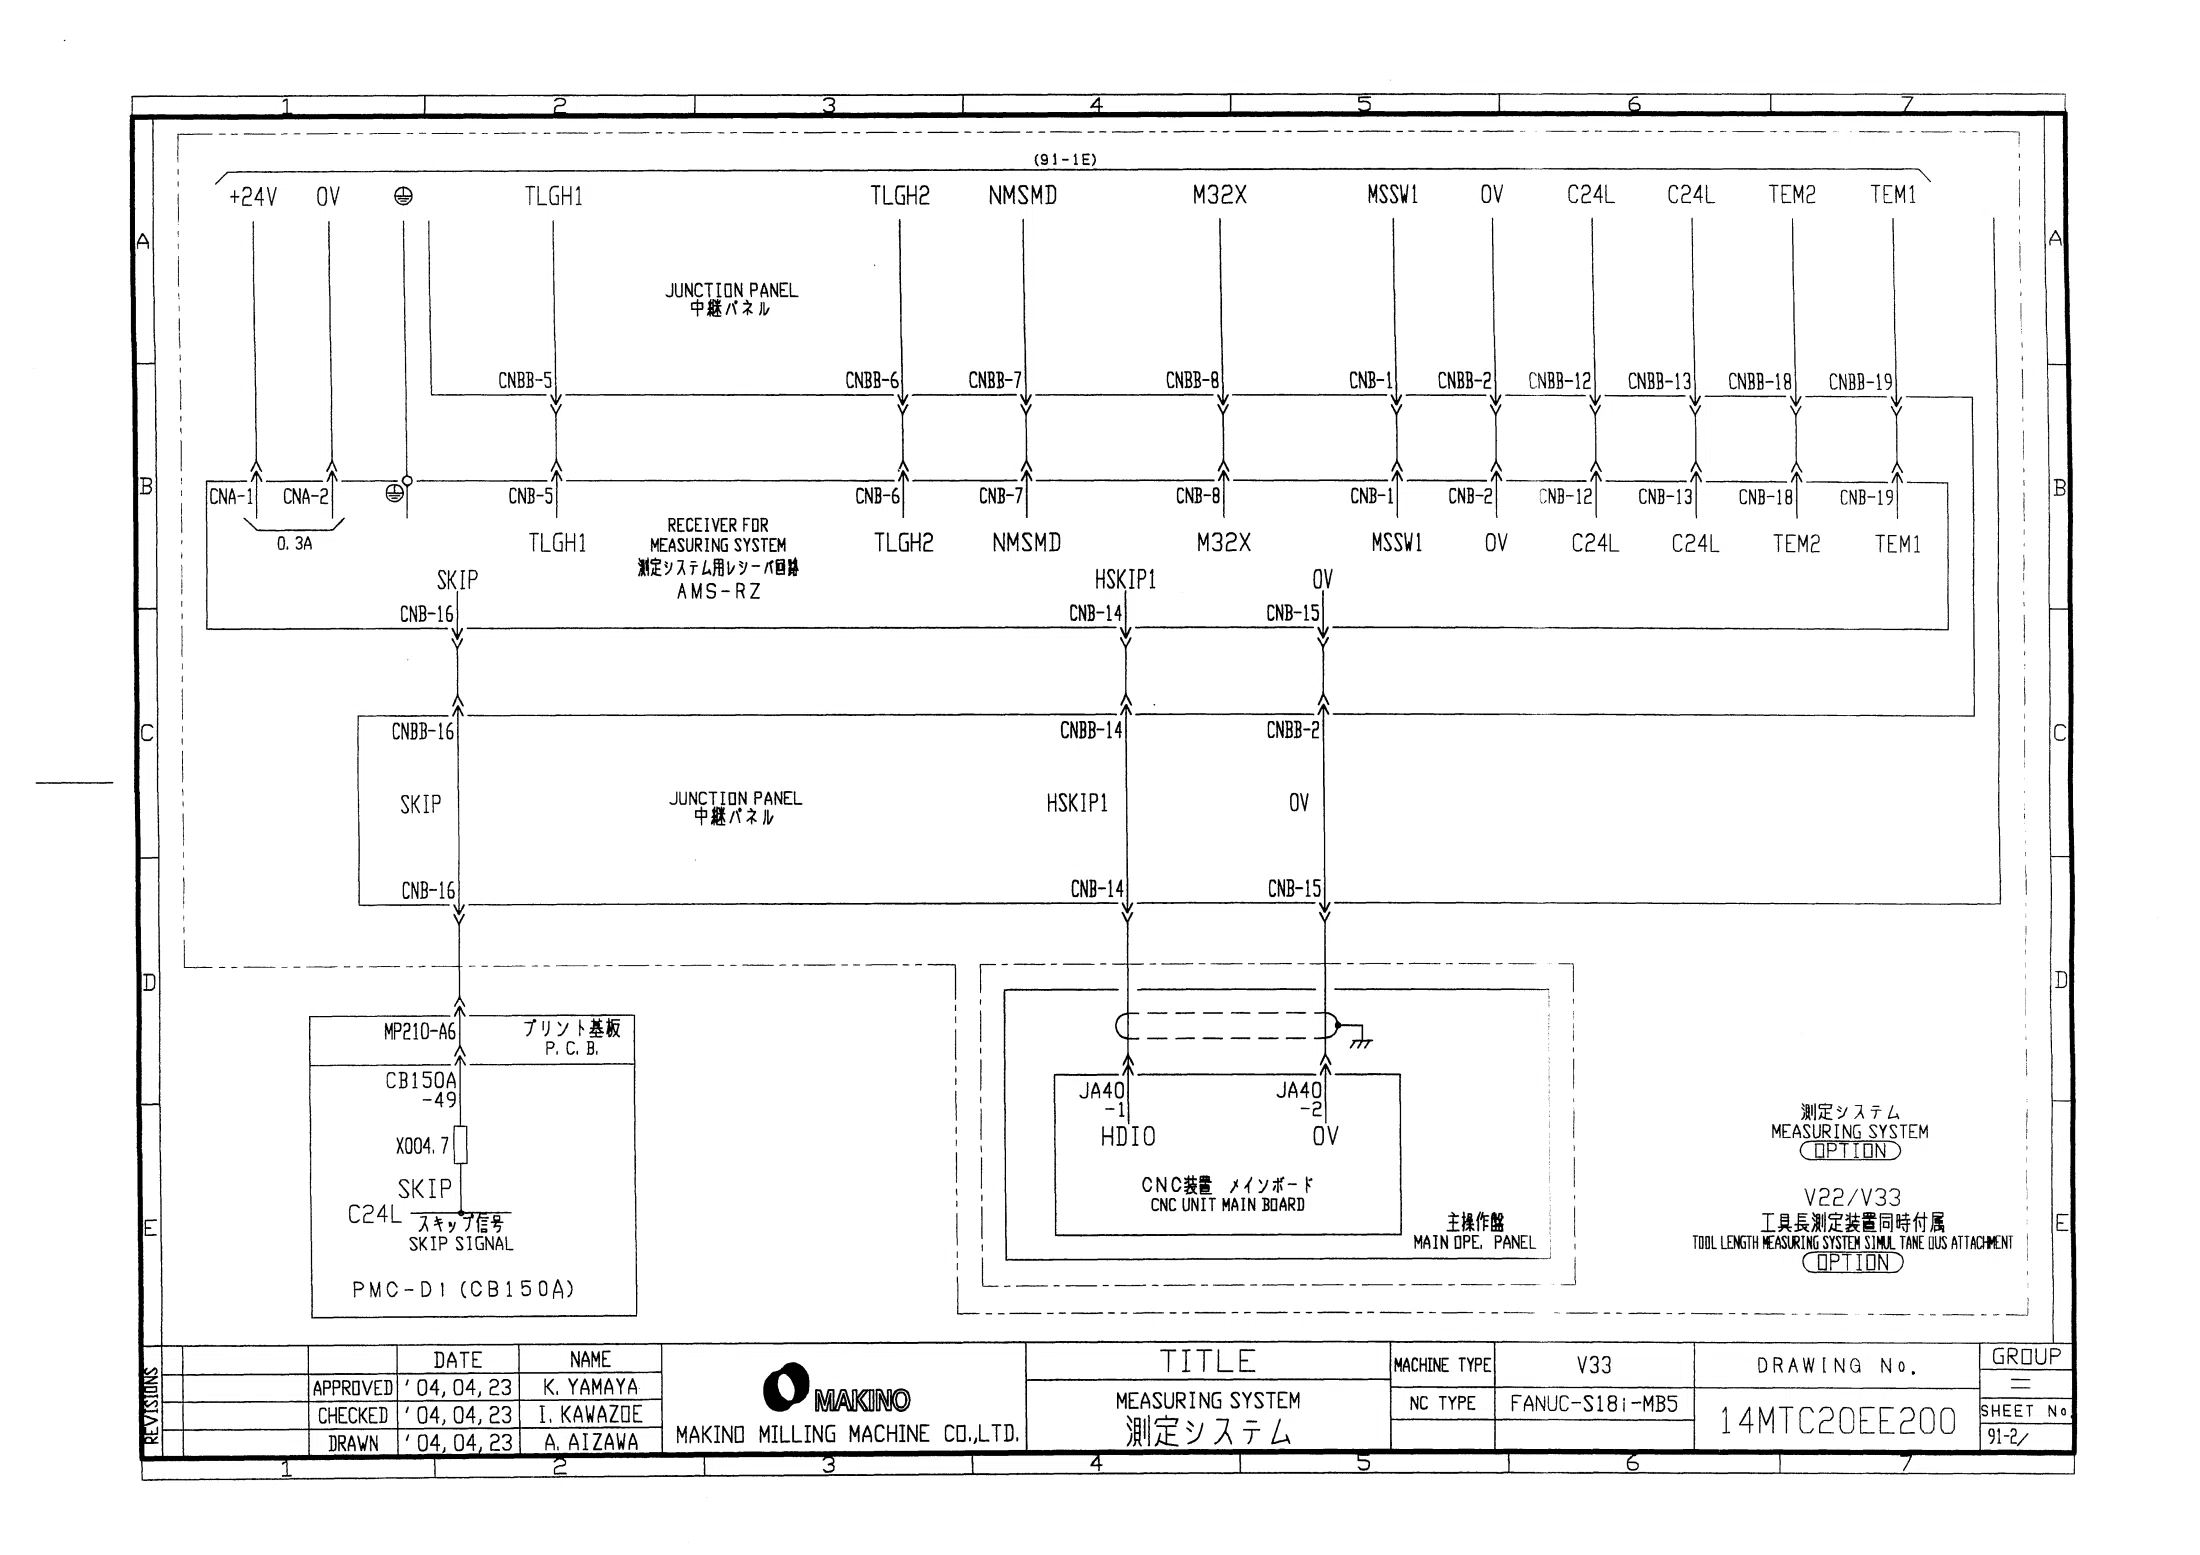 1 2 3 4 5 6 7
(91-1E)
+24V 0V TLGH1 TLGH2 NMSMD M32X MSSW1 0V C24L C24L TEM2 TEM1
A A
JUNCTION PANEL
中継パネル
CNBB-5 CNBB-6 CNBB-7 CNBB-8 CNB-1 CNBB-2 CNBB-12 CNBB-13 CNBB-18 CNBB-19
B B
CNA-1 CNA-2 CNB-5 CNB-6 CNB-7 CNB-8 CNB-1 CNB-2 CNB-12 CNB-13 CNB-18 CNB-19
0.3A
TLGH1 TLGH2 NMSMD M32X MSSW1 0V C24L C24L TEM2 TEM1
RECEIVER FOR
MEASURING SYSTEM
測定システム用レシーバ回路
AMS-RZ
SKIP HSKIP1 0V
CNB-16 CNB-14 CNB-15
CNBB-16 CNBB-14 CNBB-2
C C
SKIP HSKIP1 0V
JUNCTION PANEL
中継パネル
CNB-16 CNB-14 CNB-15
D D
MP210-A6
プリント基板
P.C.B.
CB150A
-49
X004.7
SKIP
C24L
スキップ信号
SKIP SIGNAL
PMC-DI (CB150A)
JA40
-1
HDI0
JA40
-2
0V
CNC装置 メインボード
CNC UNIT MAIN BOARD
主操作盤
MAIN OPE. PANEL
測定システム
MEASURING SYSTEM
OPTION
V22/V33
工具長測定装置同時付属
TOOL LENGTH MEASURING SYSTEM SIMUL TANE OUS ATTACHMENT
OPTION
E E
REVISIONS
DATE NAME
APPROVED '04,04,23 K. YAMAYA
CHECKED '04,04,23 I. KAWAZOE
DRAWN '04,04,23 A. AIZAWA
MAKINO
MAKINO MILLING MACHINE CO.,LTD.
TITLE
MEASURING SYSTEM
測定システム
MACHINE TYPE V33
NC TYPE FANUC-S18i-MB5
DRAWING No.
14MTC20EE200
GROUP
=
SHEET No.
91-2/
1 2 3 4 5 6 7